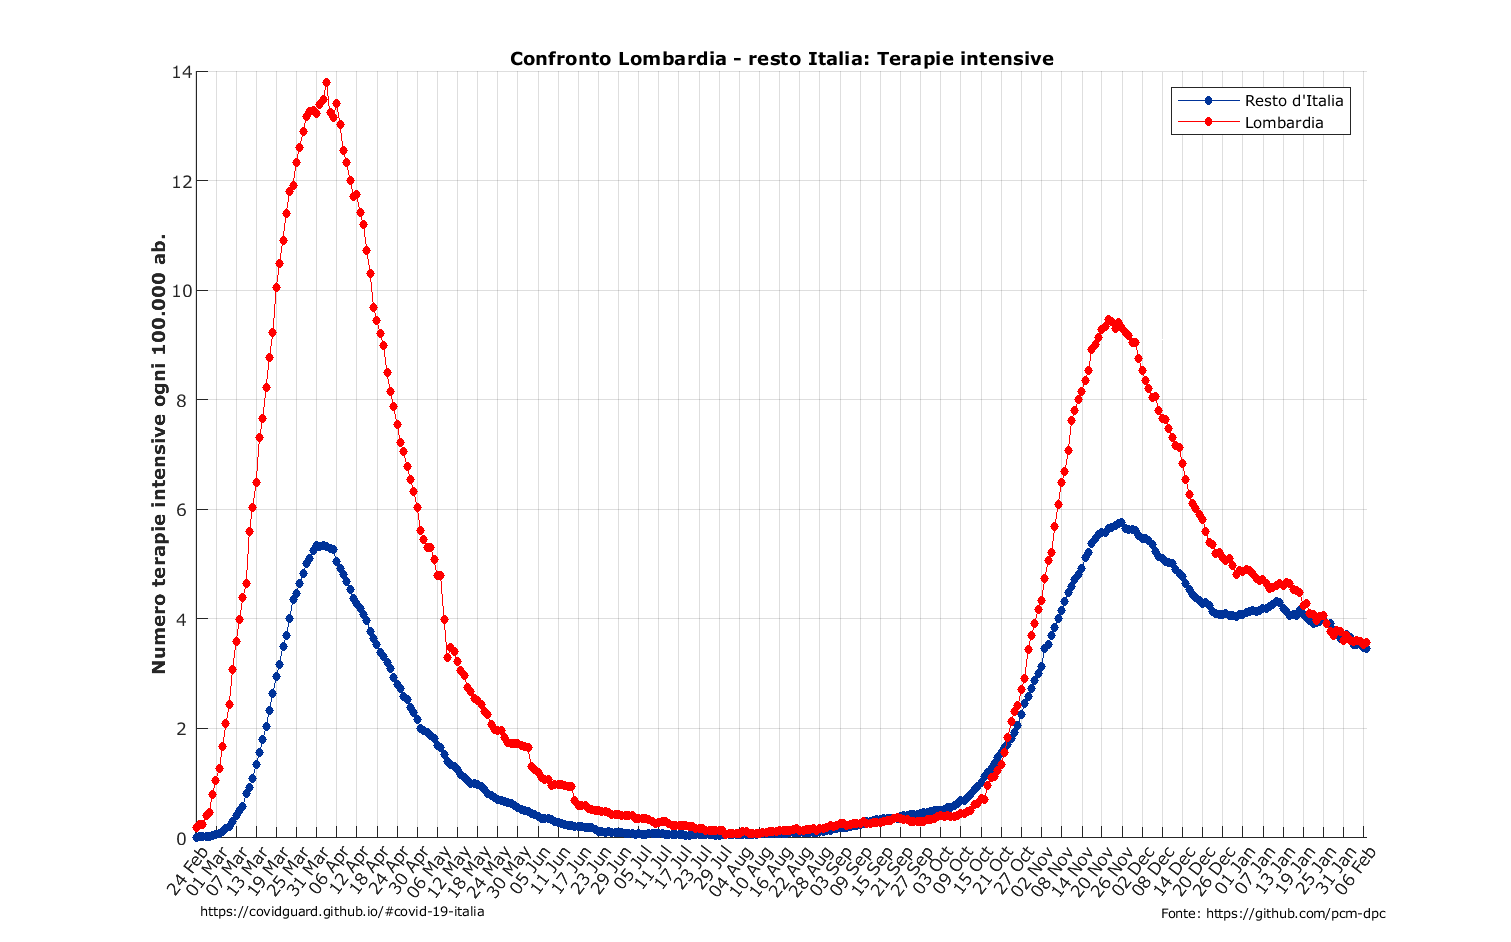 Confronto Lombardia - resto Italia: Terapie intensive
Resto d'Italia
Lombardia
Numero terapie intensive ogni 100.000 ab.
14
12
10
8
6
4
2
0
24 Feb
01 Mar
07 Mar
13 Mar
19 Mar
25 Mar
31 Mar
06 Apr
12 Apr
18 Apr
24 Apr
30 Apr
06 May
12 May
18 May
24 May
30 May
05 Jun
11 Jun
17 Jun
23 Jun
29 Jun
05 Jul
11 Jul
17 Jul
23 Jul
29 Jul
04 Aug
10 Aug
16 Aug
22 Aug
28 Aug
03 Sep
09 Sep
15 Sep
21 Sep
27 Sep
03 Oct
09 Oct
15 Oct
21 Oct
27 Oct
02 Nov
08 Nov
14 Nov
20 Nov
26 Nov
02 Dec
08 Dec
14 Dec
20 Dec
26 Dec
01 Jan
07 Jan
13 Jan
19 Jan
25 Jan
31 Jan
06 Feb
https://covidguard.github.io/#covid-19-italia
Fonte: https://github.com/pcm-dpc